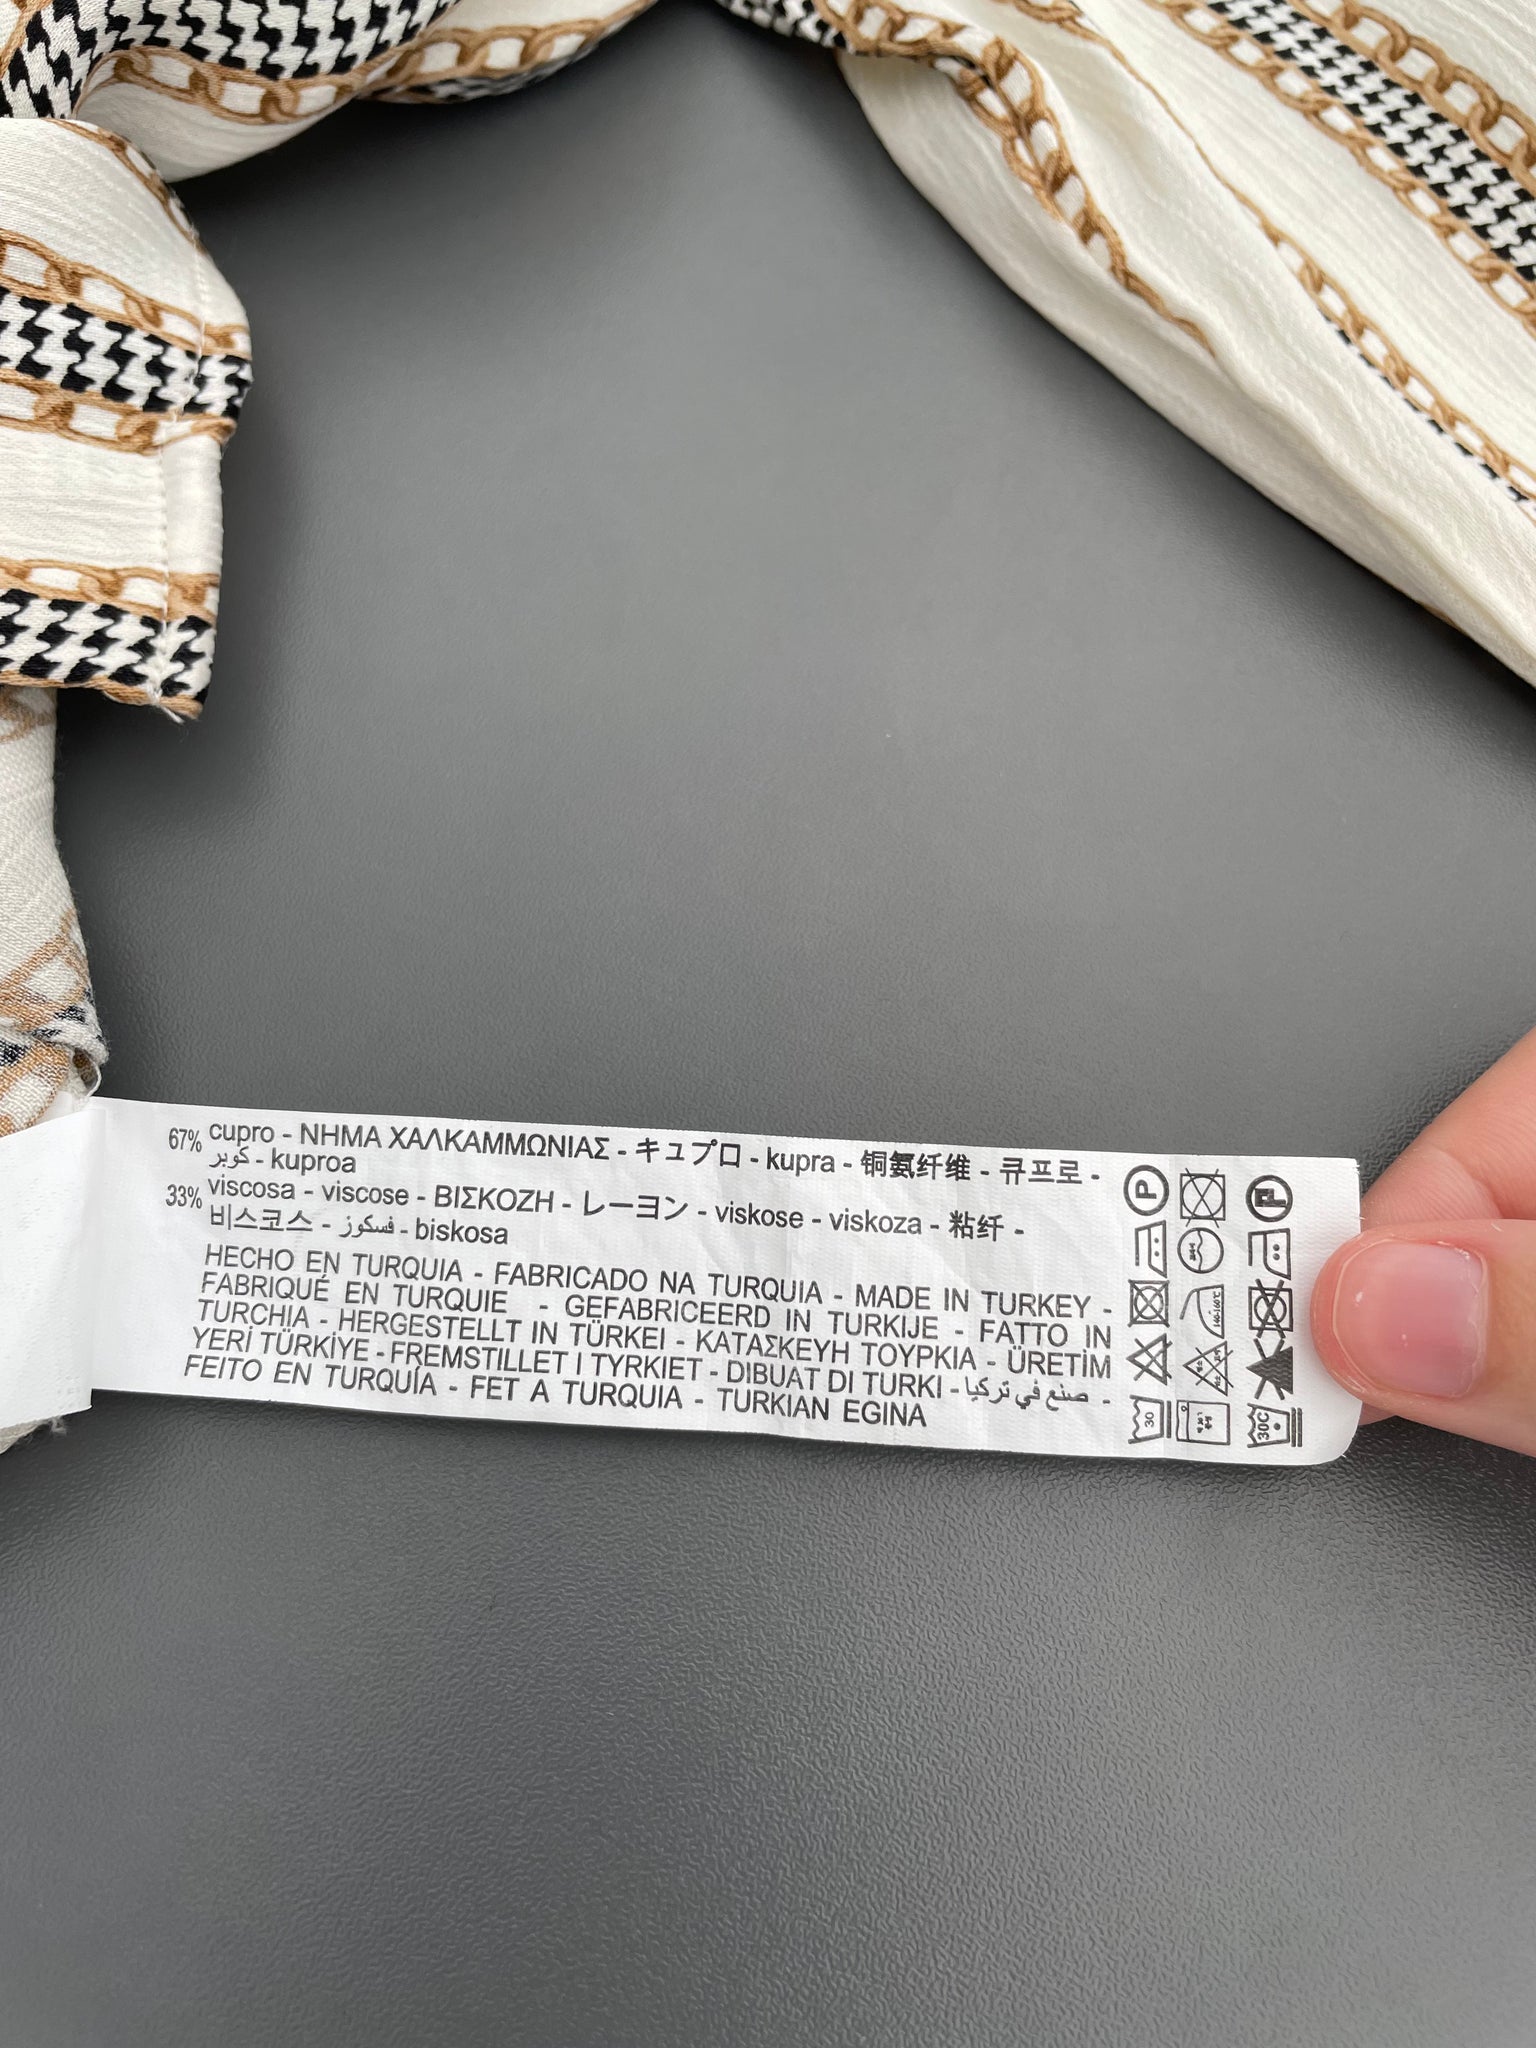 67% cupro - ΝΗΜΑ ΧΑΛΚΑΜΜΩΝΙΑΣ - キュプロ - kupra - 铜氨纤维 - 큐프로 -
كوبر - kuproa
33% viscosa - viscose - ΒΙΣΚΟΖΗ - レーヨン - viskose - viskoza - 粘纤 -
비스코스 - فسكوز - biskosa
HECHO EN TURQUIA - FABRICADO NA TURQUIA - MADE IN TURKEY -
FABRIQUÉ EN TURQUIE - GEFABRICEERD IN TURKIJE - FATTO IN
TURCHIA - HERGESTELLT IN TÜRKEI - ΚΑΤΑΣΚΕΥΗ ΤΟΥΡΚΙΑ - ÜRETİM
YERİ TÜRKİYE - FREMSTILLET I TYRKIET - DIBUAT DI TURKI - صنع في تركيا -
FEITO EN TURQUÍA - FET A TURQUIA - TURKIAN EGINA
P
P
30
30C